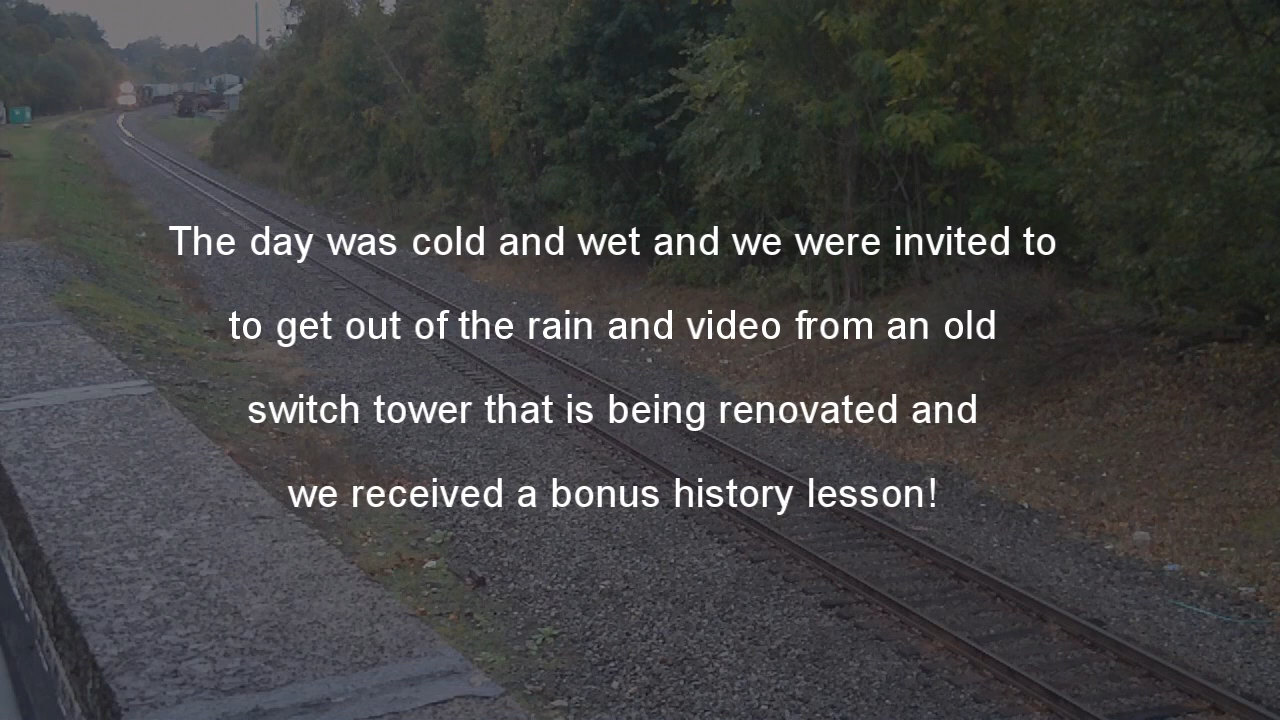 The day was cold and wet and we were invited to
to get out of the rain and video from an old
switch tower that is being renovated and
we received a bonus history lesson!